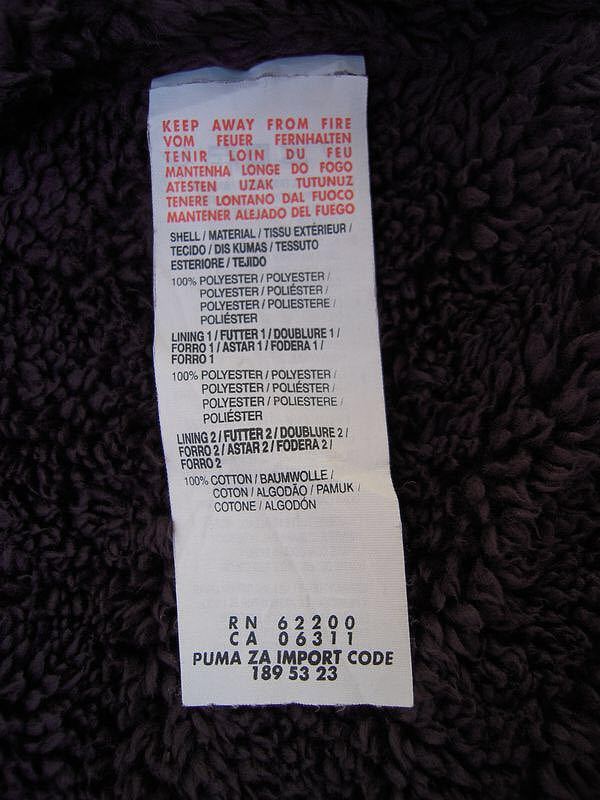 KEEP AWAY FROM FIRE
VOM FEUER FERNHALTEN
TENIR LOIN DU FEU
MANTENHA LONGE DO FOGO
ATESTEN UZAK TUTUNUZ
TENERE LONTANO DAL FUOCO
MANTENER ALEJADO DEL FUEGO
SHELL / MATERIAL / TISSU EXTÉRIEUR /
TECIDO / DIS KUMAS / TESSUTO
ESTERIORE / TEJIDO
100% POLYESTER / POLYESTER /
POLYESTER / POLIÉSTER /
POLYESTER / POLIESTERE /
POLIÉSTER
LINING 1 / FUTTER 1 / DOUBLURE 1 /
FORRO 1 / ASTAR 1 / FODERA 1 /
FORRO 1
100% POLYESTER / POLYESTER /
POLYESTER / POLIÉSTER /
POLYESTER / POLIESTERE /
POLIÉSTER
LINING 2 / FUTTER 2 / DOUBLURE 2 /
FORRO 2 / ASTAR 2 / FODERA 2 /
FORRO 2
100% COTTON / BAUMWOLLE /
COTON / ALGODÃO / PAMUK /
COTONE / ALGODÓN
RN 62200
CA 06311
PUMA ZA IMPORT CODE
189 53 23